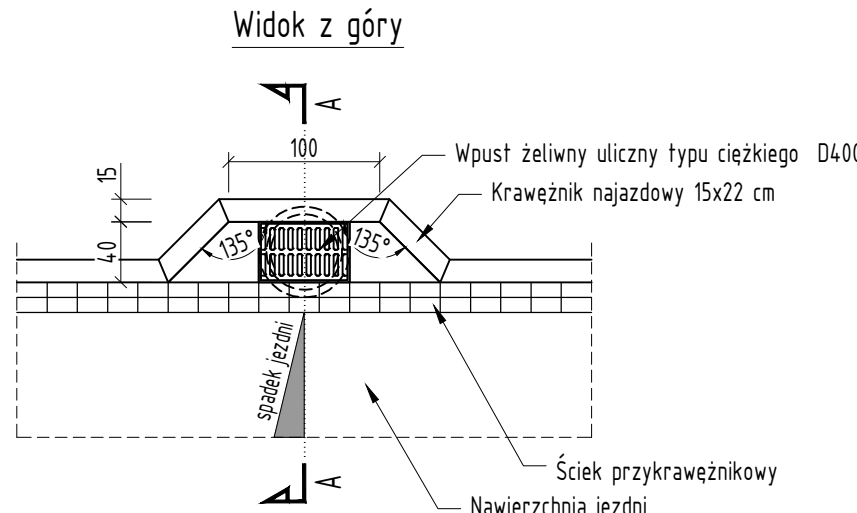 Widok z góry
A
100
Wpust żeliwny uliczny typu ciężkiego D400
15
Krawężnik najazdowy 15x22 cm
40
135°
135°
spadek jezdni
Ściek przykrawężnikowy
A
Nawierzchnia jezdni